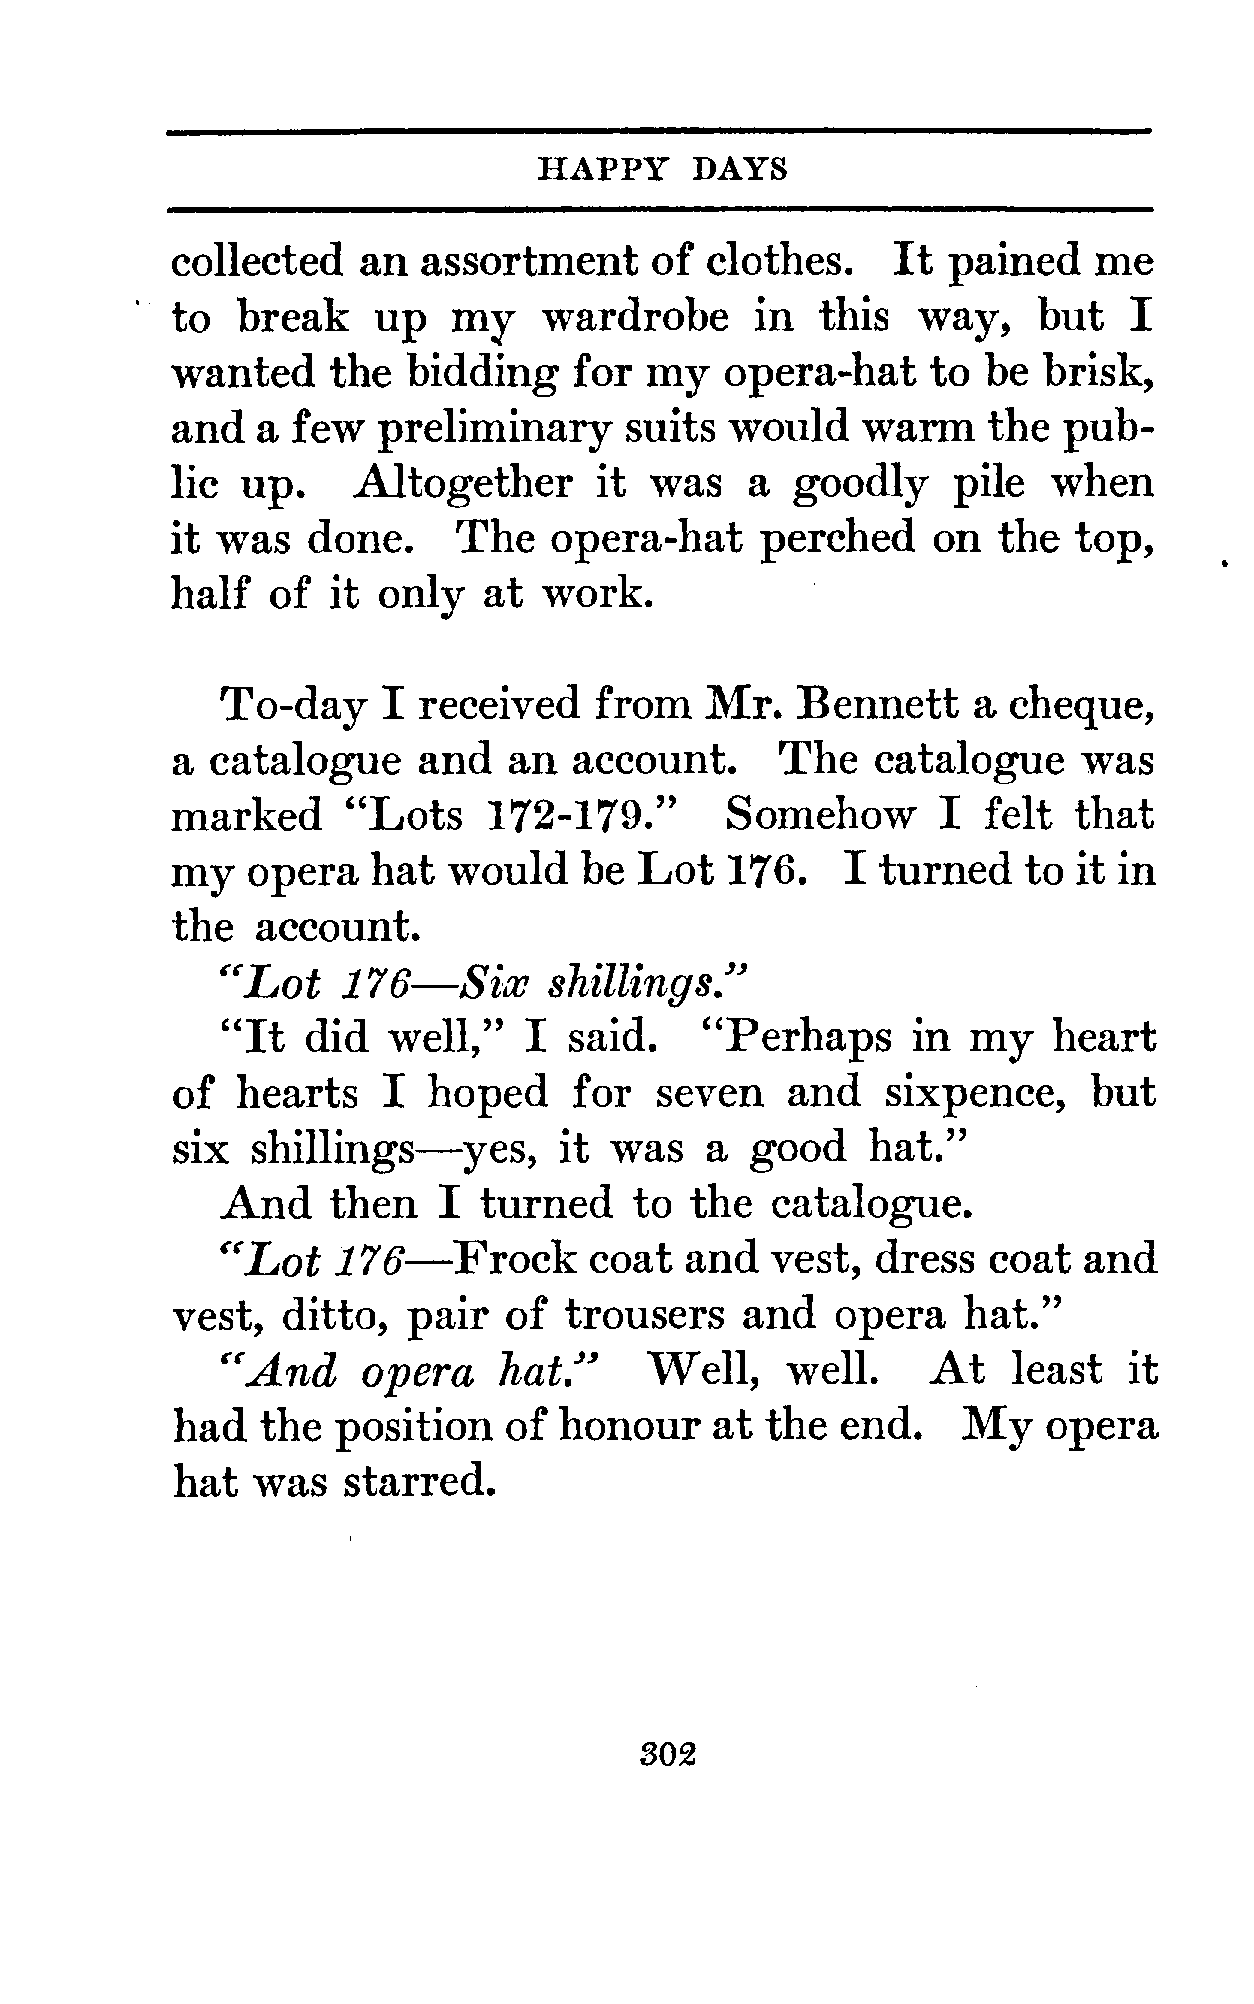 HAPPY DAYS
collected an assortment of clothes. It pained me
to break up my wardrobe in this way, but I
wanted the bidding for my opera-hat to be brisk,
and a few preliminary suits would warm the pub-
lic up. Altogether it was a goodly pile when
it was done. The opera-hat perched on the top,
half of it only at work.
To-day I received from Mr. Bennett a cheque,
a catalogue and an account. The catalogue was
marked “Lots 172-179.” Somehow I felt that
my opera hat would be Lot 176. I turned to it in
the account.
“Lot 176—Six shillings.”
“It did well,” I said. “Perhaps in my heart
of hearts I hoped for seven and sixpence, but
six shillings—yes, it was a good hat.”
And then I turned to the catalogue.
“Lot 176—Frock coat and vest, dress coat and
vest, ditto, pair of trousers and opera hat.”
“And opera hat.” Well, well. At least it
had the position of honour at the end. My opera
hat was starred.
302